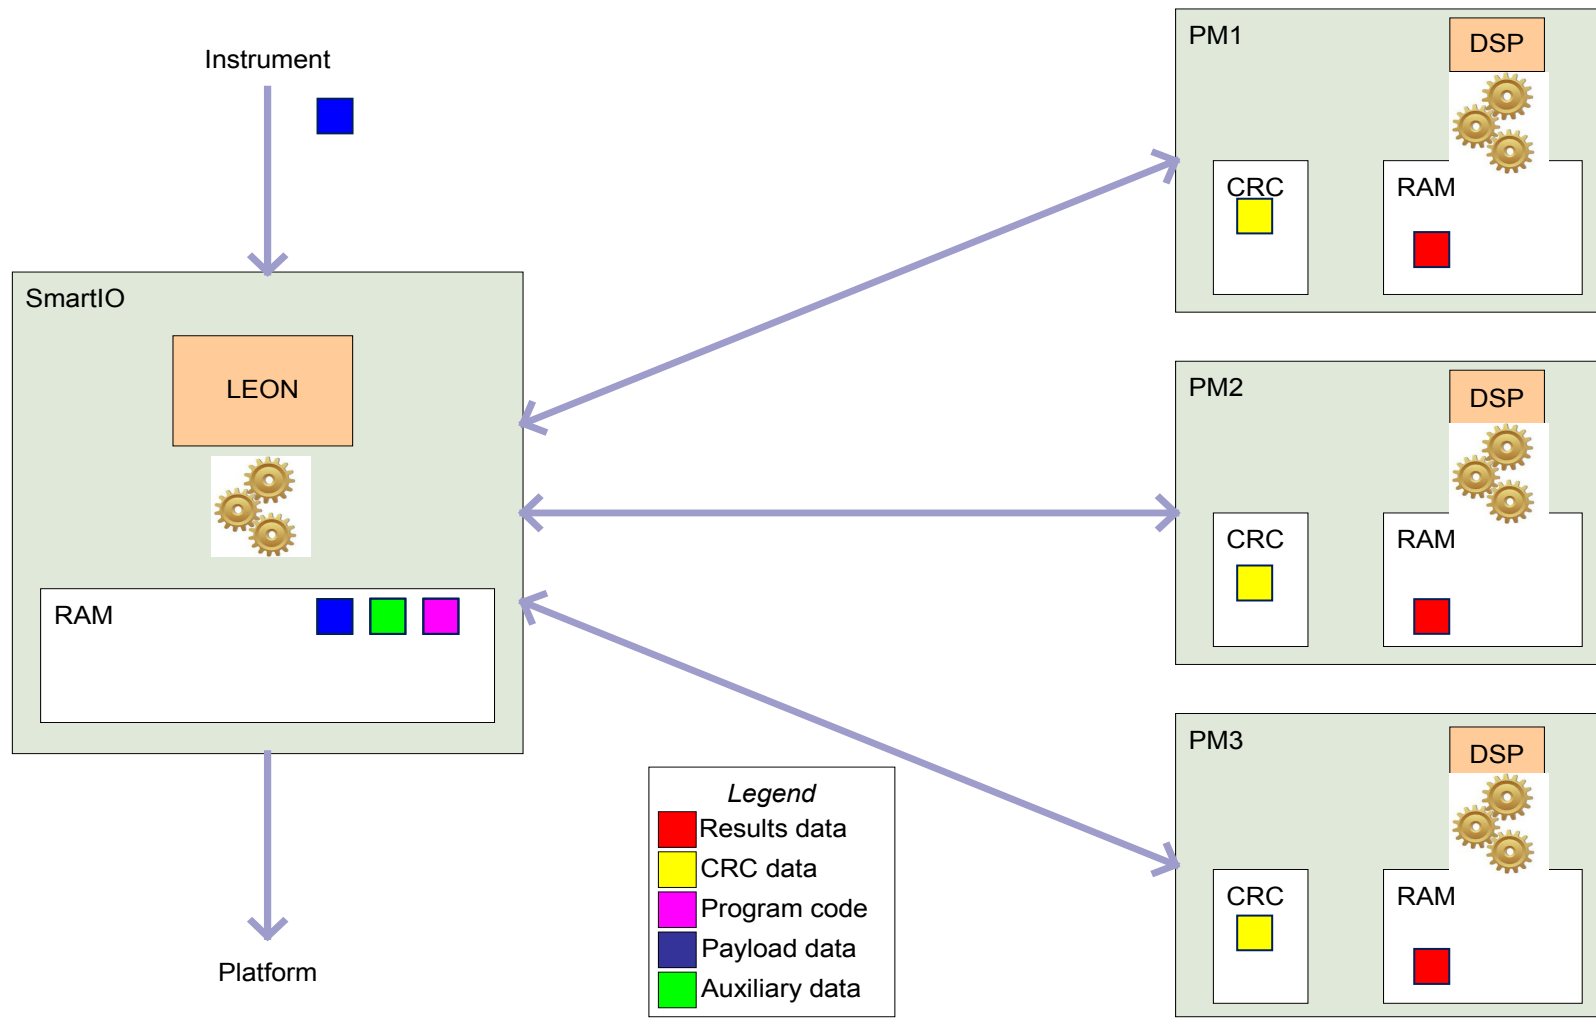 Instrument
SmartIO
LEON
RAM
Platform
PM1
DSP
CRC
RAM
PM2
DSP
CRC
RAM
PM3
DSP
CRC
RAM
Legend
Results data
CRC data
Program code
Payload data
Auxiliary data